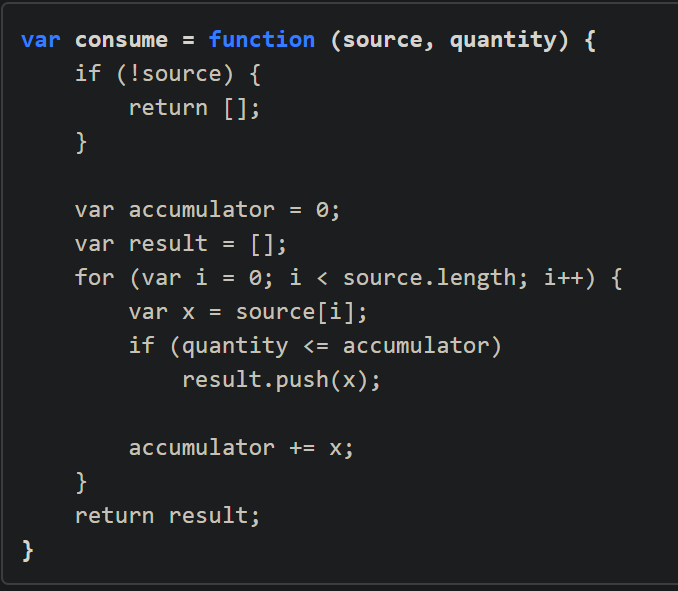 var consume = function (source, quantity) {
    if (!source) {
        return [];
    }

    var accumulator = 0;
    var result = [];
    for (var i = 0; i < source.length; i++) {
        var x = source[i];
        if (quantity <= accumulator)
            result.push(x);

        accumulator += x;
    }
    return result;
}